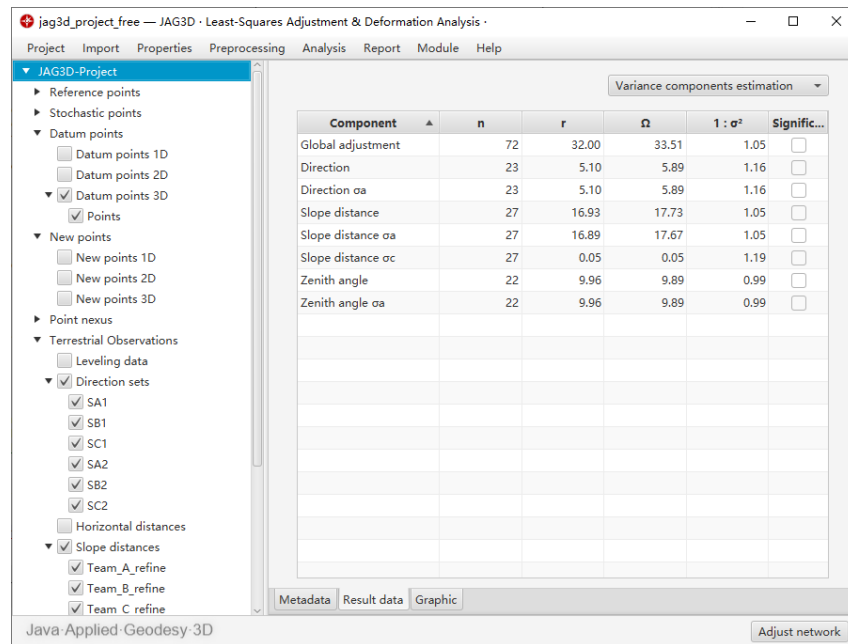 jag3d_project_free — JAG3D · Least-Squares Adjustment & Deformation Analysis ·
Project Import Properties Preprocessing Analysis Report Module Help
JAG3D-Project
Reference points
Stochastic points
Datum points
Datum points 1D
Datum points 2D
Datum points 3D
Points
New points
New points 1D
New points 2D
New points 3D
Point nexus
Terrestrial Observations
Leveling data
Direction sets
SA1
SB1
SC1
SA2
SB2
SC2
Horizontal distances
Slope distances
Team_A_refine
Team_B_refine
Team_C_refine
Variance components estimation
Component n r Ω 1 : σ² Signific...
Global adjustment 72 32.00 33.51 1.05
Direction 23 5.10 5.89 1.16
Direction σa 23 5.10 5.89 1.16
Slope distance 27 16.93 17.73 1.05
Slope distance σa 27 16.89 17.67 1.05
Slope distance σc 27 0.05 0.05 1.19
Zenith angle 22 9.96 9.89 0.99
Zenith angle σa 22 9.96 9.89 0.99
Metadata Result data Graphic
Java·Applied·Geodesy·3D
Adjust network